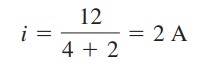 i = 12 / (4 + 2) = 2 A